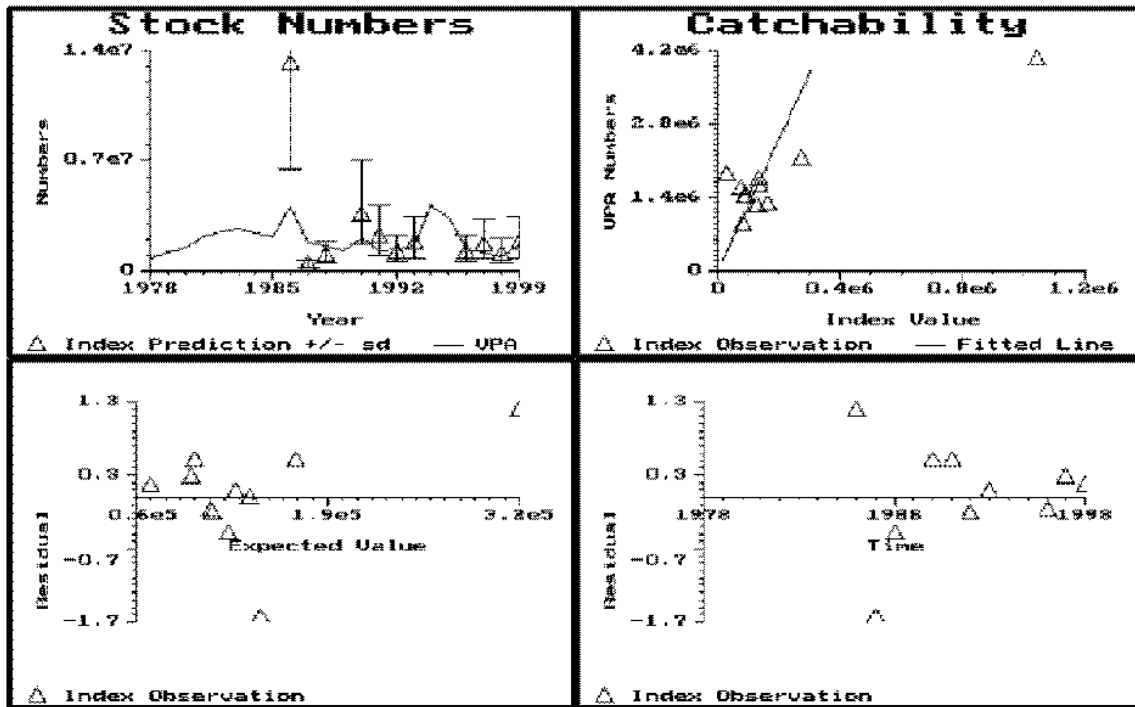 Stock Numbers
1.4e7
0.7e7
0
Numbers
1978 1985 1992 1999
Year
△ Index Prediction +/- sd — VPA
Catchability
4.2e6
2.8e6
1.4e6
0
VPA Numbers
0 0.4e6 0.8e6 1.2e6
Index Value
△ Index Observation — Fitted Line
1.3
0.3
-0.7
-1.7
Residual
0.6e5 1.9e5 3.2e5
Expected Value
△ Index Observation
1.3
0.3
-0.7
-1.7
Residual
1978 1988 1998
Time
△ Index Observation